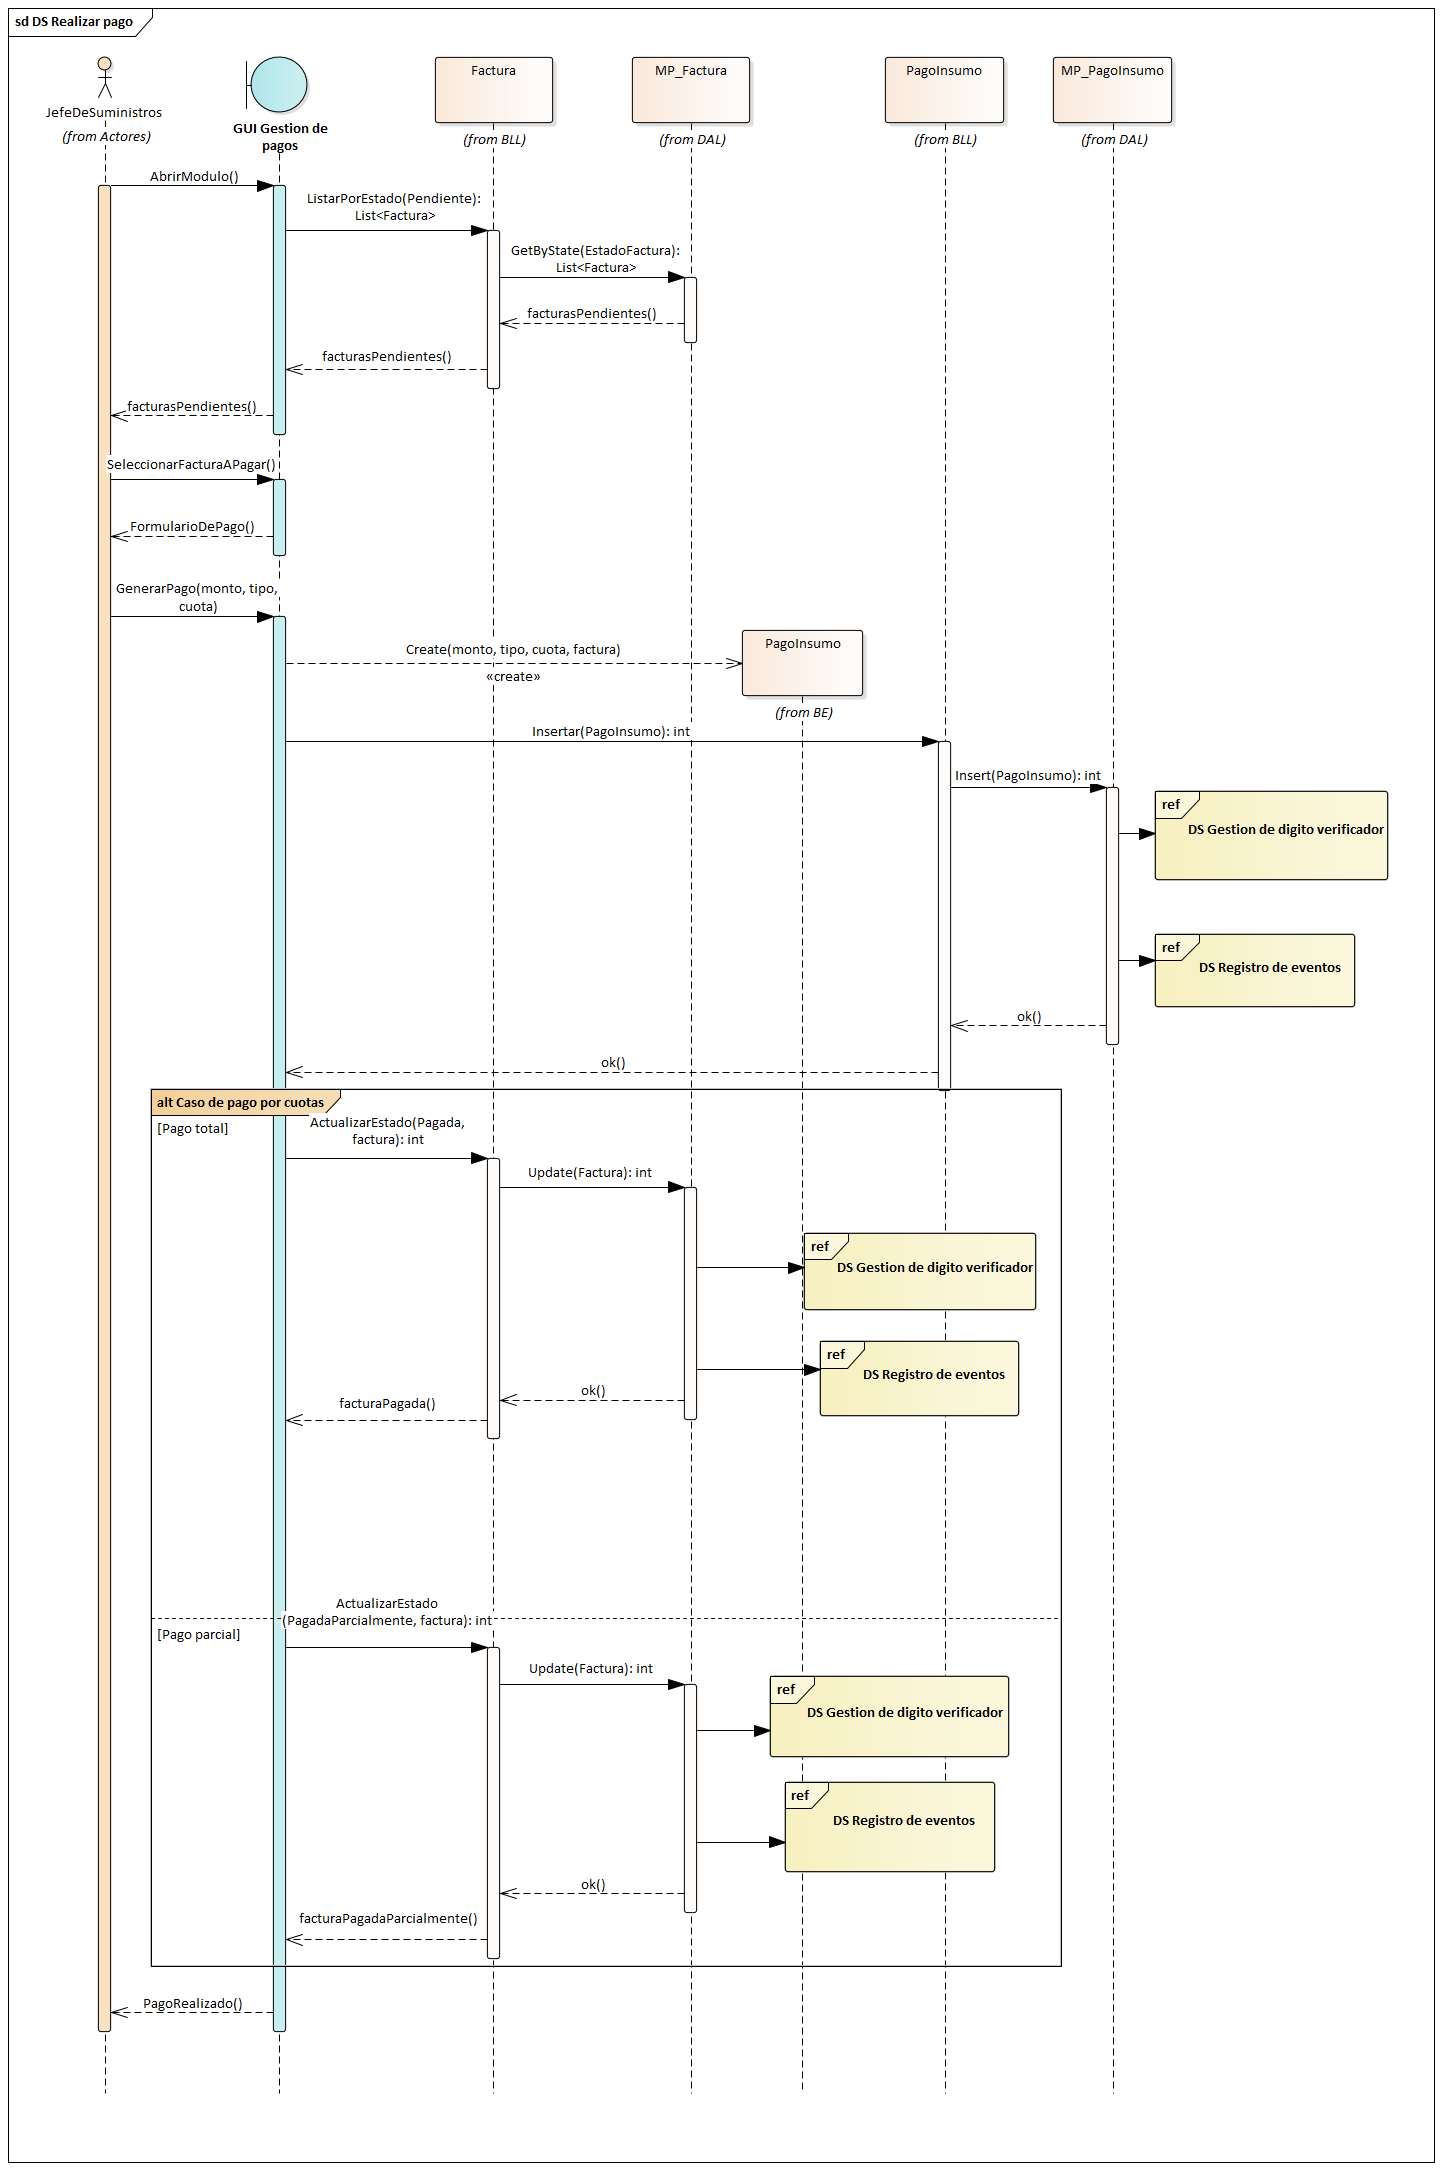 sd DS Realizar pago
JefeDeSuministros
(from Actores)
GUI Gestion de
pagos
Factura
(from BLL)
MP_Factura
(from DAL)
PagoInsumo
(from BLL)
MP_PagoInsumo
(from DAL)
AbrirModulo()
ListarPorEstado(Pendiente):
List<Factura>
GetByState(EstadoFactura):
List<Factura>
facturasPendientes()
facturasPendientes()
facturasPendientes()
SeleccionarFacturaAPagar()
FormularioDePago()
GenerarPago(monto, tipo,
cuota)
Create(monto, tipo, cuota, factura)
«create»
PagoInsumo
(from BE)
Insertar(PagoInsumo): int
Insert(PagoInsumo): int
ref
DS Gestion de digito verificador
ref
DS Registro de eventos
ok()
ok()
alt Caso de pago por cuotas
[Pago total]
ActualizarEstado(Pagada,
factura): int
Update(Factura): int
ref
DS Gestion de digito verificador
ref
DS Registro de eventos
ok()
facturaPagada()
ActualizarEstado
(PagadaParcialmente, factura): int
[Pago parcial]
Update(Factura): int
ref
DS Gestion de digito verificador
ref
DS Registro de eventos
ok()
facturaPagadaParcialmente()
PagoRealizado()